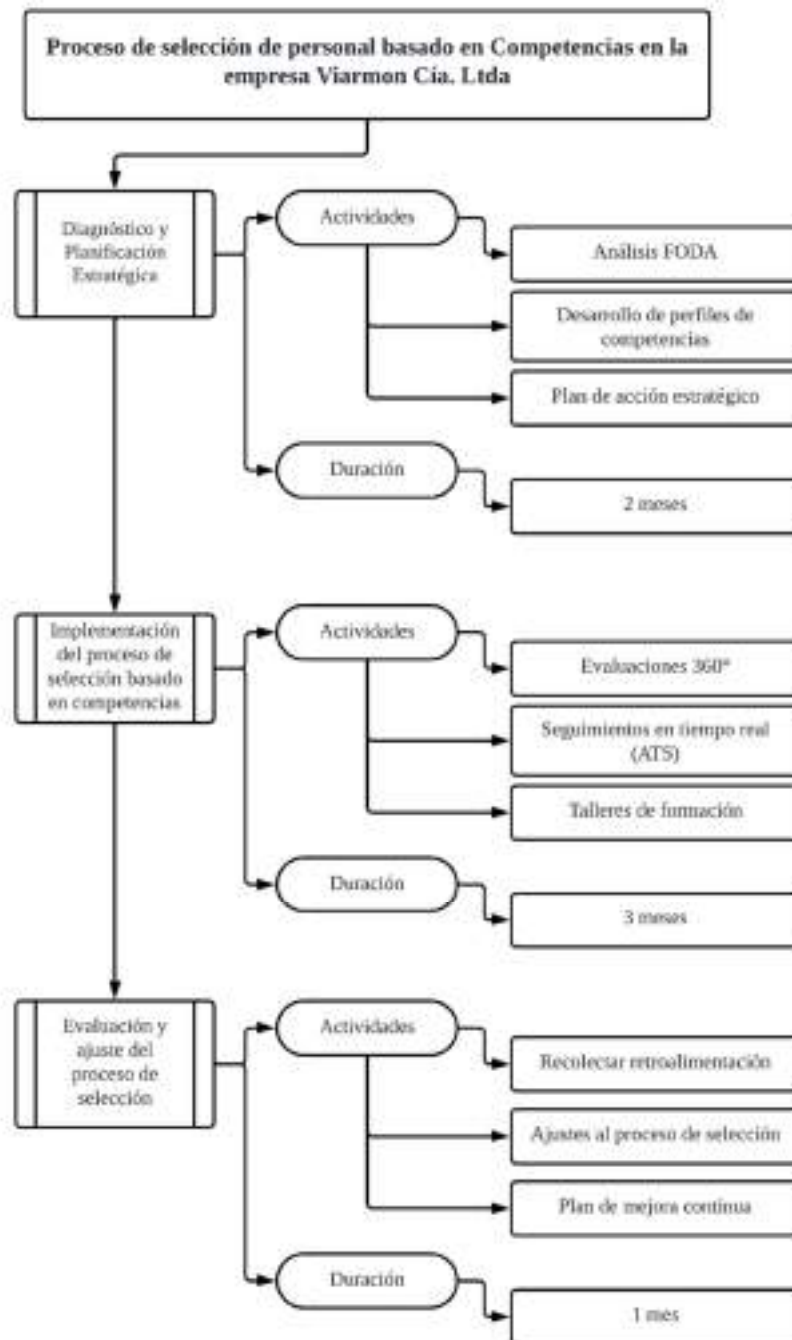 Proceso de selección de personal basado en Competencias en la
empresa Viarmon Cía. Ltda
Diagnóstico y
Planificación
Estratégica
Actividades
Análisis FODA
Desarrollo de perfiles de
competencias
Plan de acción estratégico
Duración
2 meses
Implementación
del proceso de
selección basado
en competencias
Actividades
Evaluaciones 360°
Seguimientos en tiempo real
(ATS)
Talleres de formación
Duración
3 meses
Evaluación y
ajuste del
proceso de
selección
Actividades
Recolectar retroalimentación
Ajustes al proceso de selección
Plan de mejora continua
Duración
1 mes